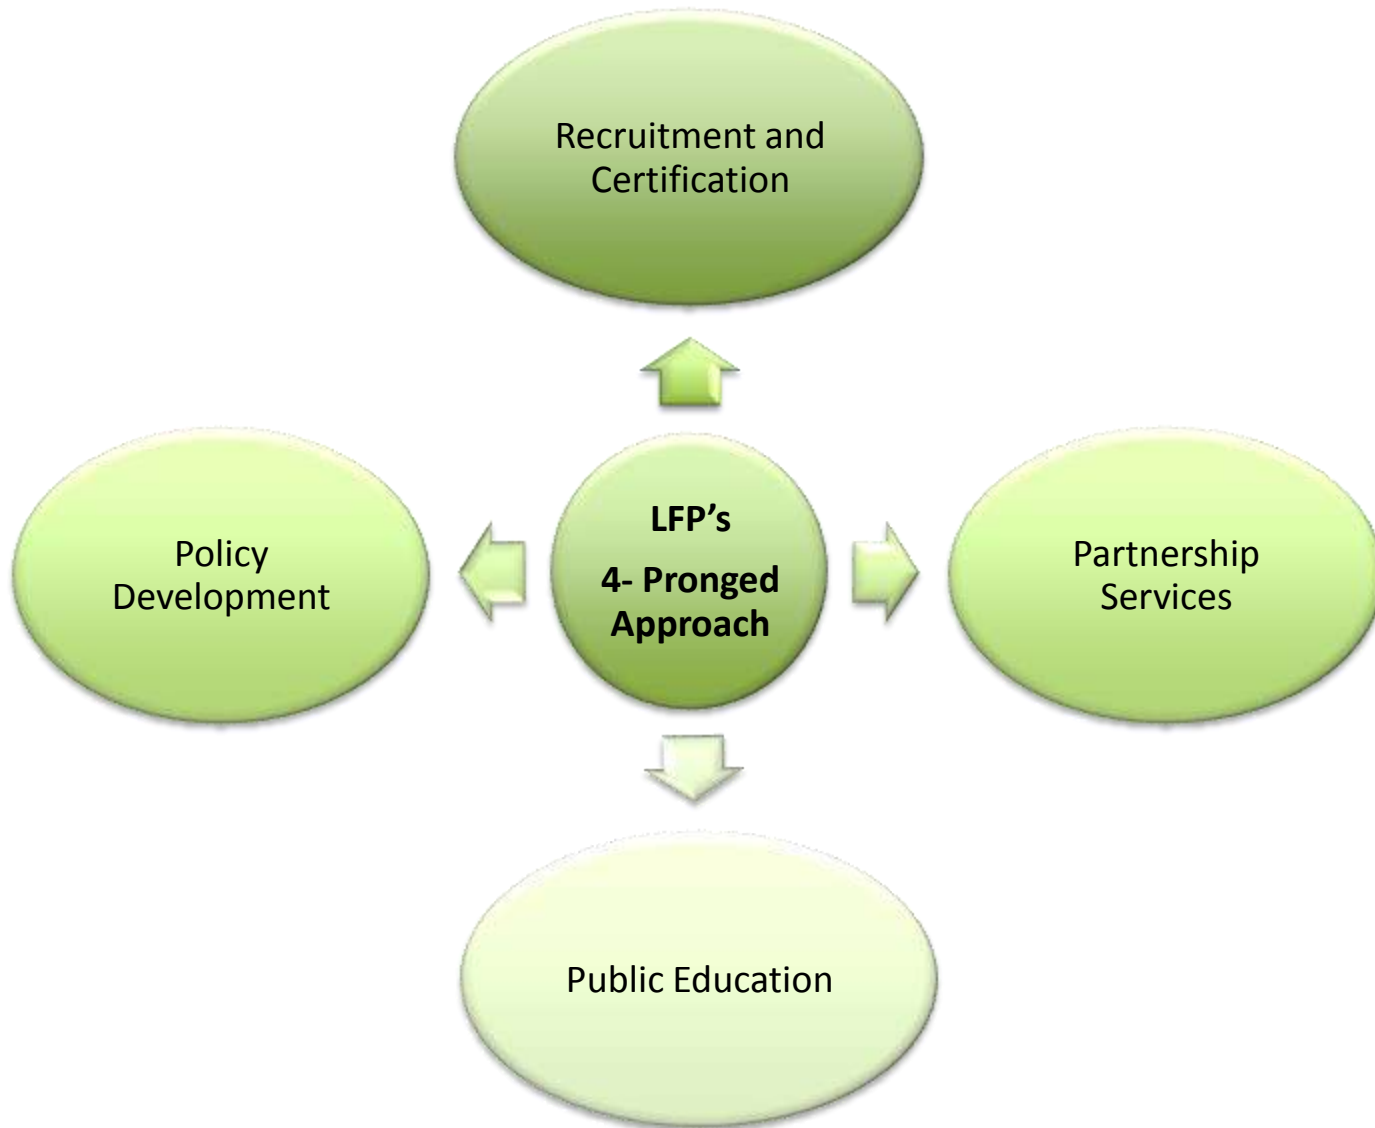 Recruitment and
Certification
Policy
Development
LFP’s
4- Pronged
Approach
Partnership
Services
Public Education